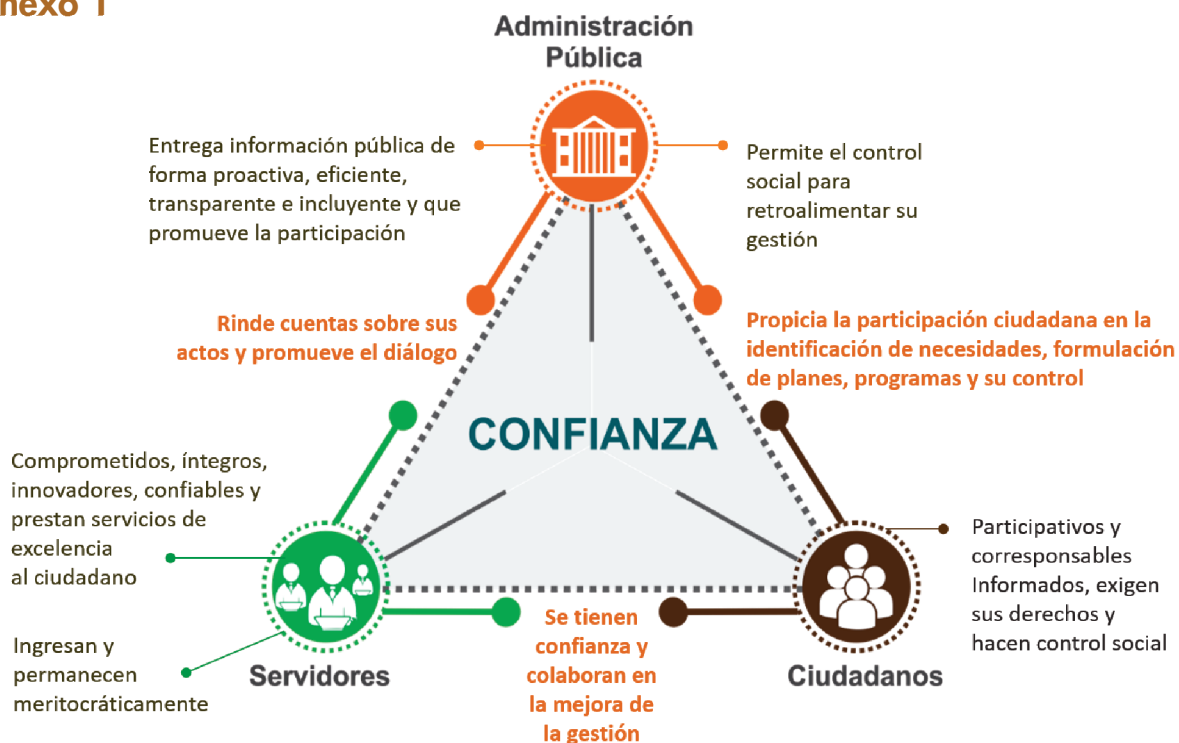 nexo 1
Administración
Pública
Entrega información pública de
forma proactiva, eficiente,
transparente e incluyente y que
promueve la participación
Permite el control
social para
retroalimentar su
gestión
Rinde cuentas sobre sus
actos y promueve el diálogo
Propicia la participación ciudadana en la
identificación de necesidades, formulación
de planes, programas y su control
CONFIANZA
Comprometidos, íntegros,
innovadores, confiables y
prestan servicios de
excelencia
al ciudadano
Ingresan y
permanecen
meritocráticamente
Servidores
Se tienen
confianza y
colaboran en
la mejora de
la gestión
Participativos y
corresponsables
Informados, exigen
sus derechos y
hacen control social
Ciudadanos